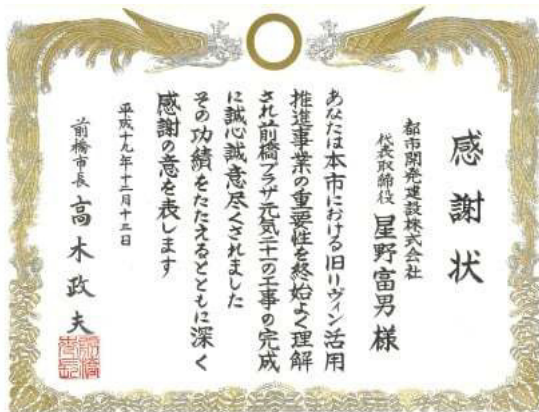 感謝状
都市開発建設株式会社
代表取締役 星野富男様
あなたは本市における旧リヴィン活用
推進事業の重要性を終始よく理解
され前橋プラザ元気二十一の工事の完成
に誠心誠意尽くされました
その功績をたたえるとともに深く
感謝の意を表します
平成十九年十二月十二日
前橋市長 高木政夫